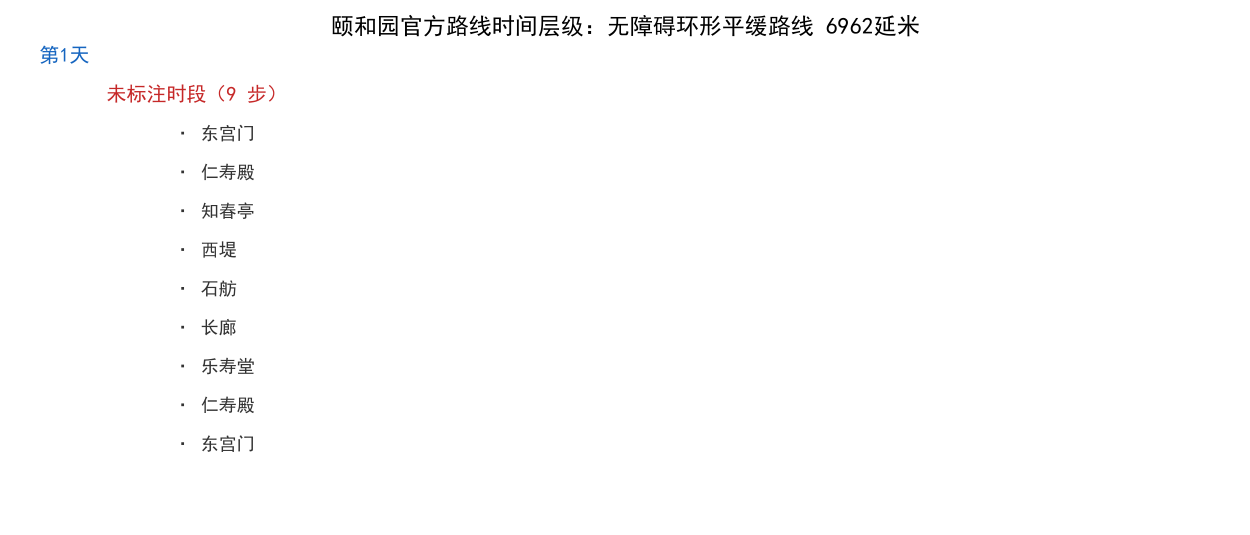 颐和园官方路线时间层级：无障碍环形平缓路线 6962延米
第1天
未标注时段（9 步）
· 东宫门
· 仁寿殿
· 知春亭
· 西堤
· 石舫
· 长廊
· 乐寿堂
· 仁寿殿
· 东宫门